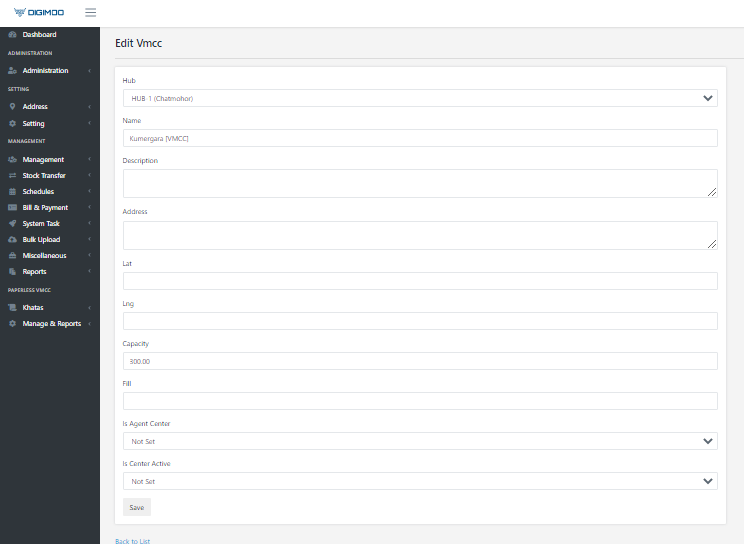 DIGIMOO
Dashboard
ADMINISTRATION
Administration
SETTING
Address
Setting
MANAGEMENT
Management
Stock Transfer
Schedules
Bill & Payment
System Task
Bulk Upload
Miscellaneous
Reports
PAPERLESS VMCC
Khatas
Manage & Reports
Edit Vmcc
Hub
HUB-1 (Chatmohor)
Name
Kumergara [VMCC]
Description
Address
Lat
Lng
Capacity
300.00
Fill
Is Agent Center
Not Set
Is Center Active
Not Set
Save
Back to List